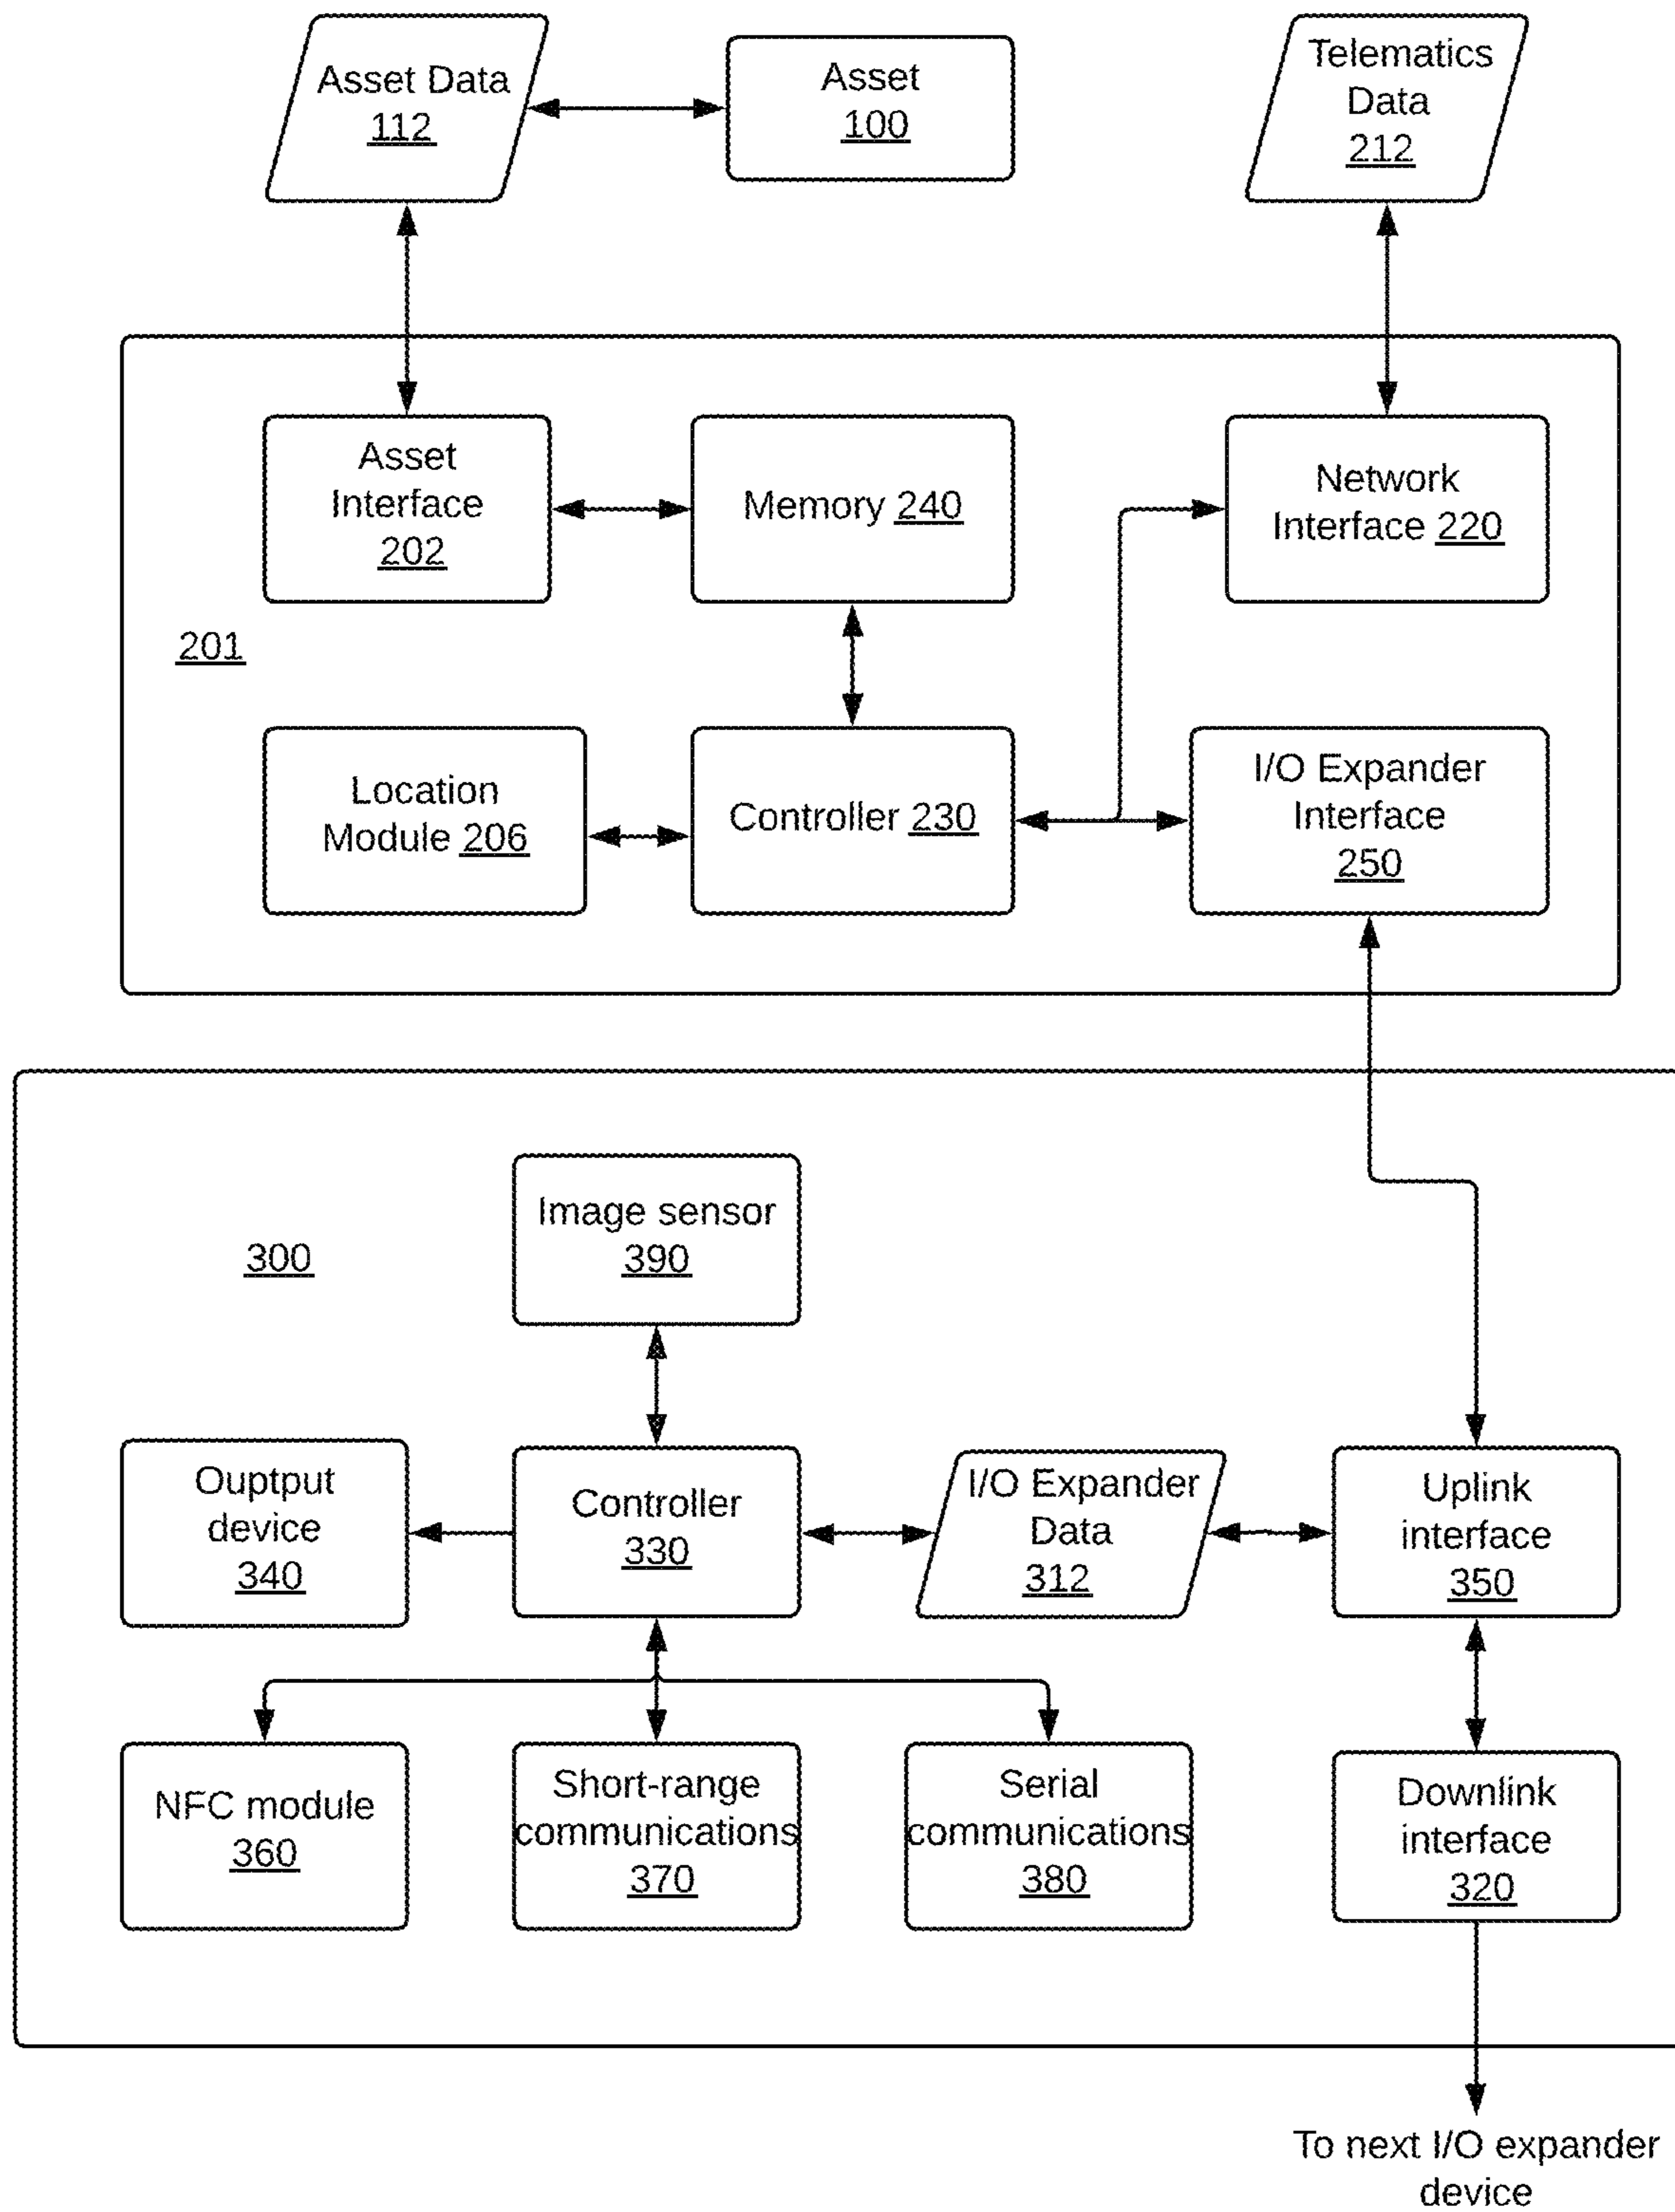 Asset Data
112
Asset
100
Telematics
Data
212
Asset
Interface
202
Memory 240
Network
Interface 220
201
Location
Module 206
Controller 230
I/O Expander
Interface
250
300
Image sensor
390
Ouptput
device
340
Controller
330
I/O Expander
Data
312
Uplink
interface
350
NFC module
360
Short-range
communications
370
Serial
communications
380
Downlink
interface
320
To next I/O expander
device